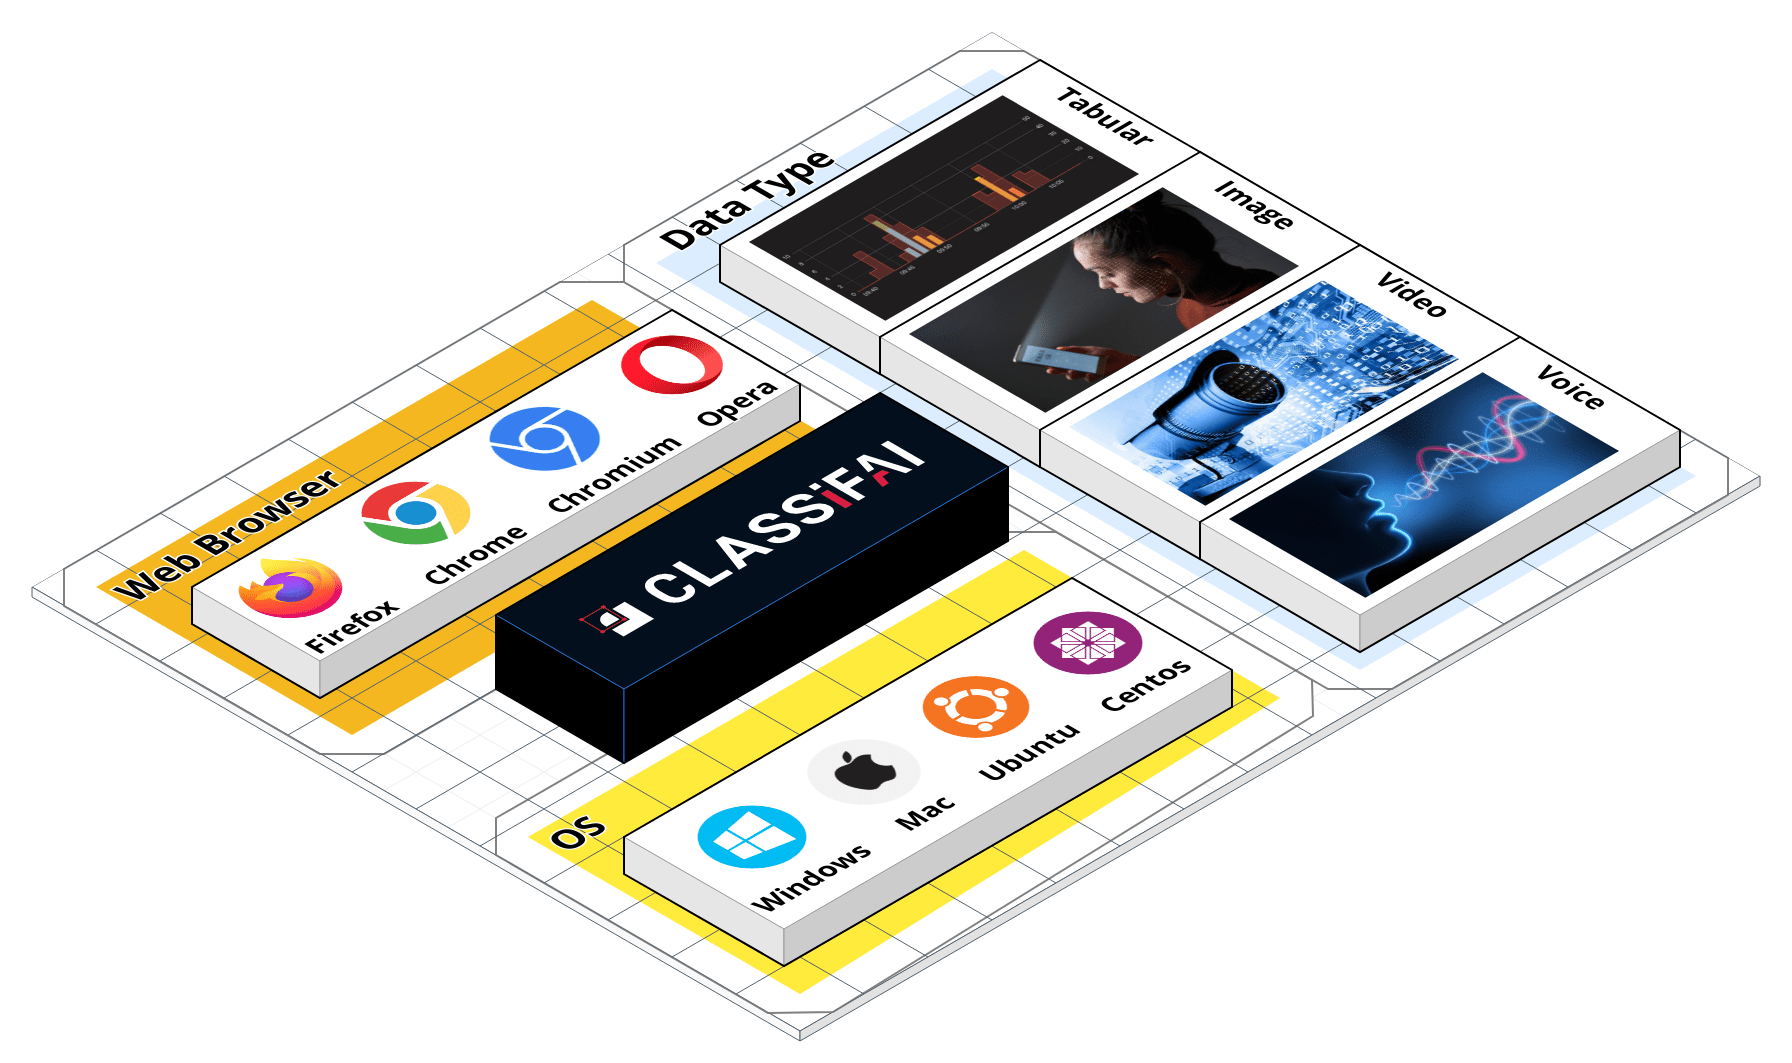 Data Type
Tabular
Image
Video
Voice
Web Browser
Firefox
Chrome
Chromium
Opera
CLASSiFAI
OS
Windows
Mac
Ubuntu
Centos